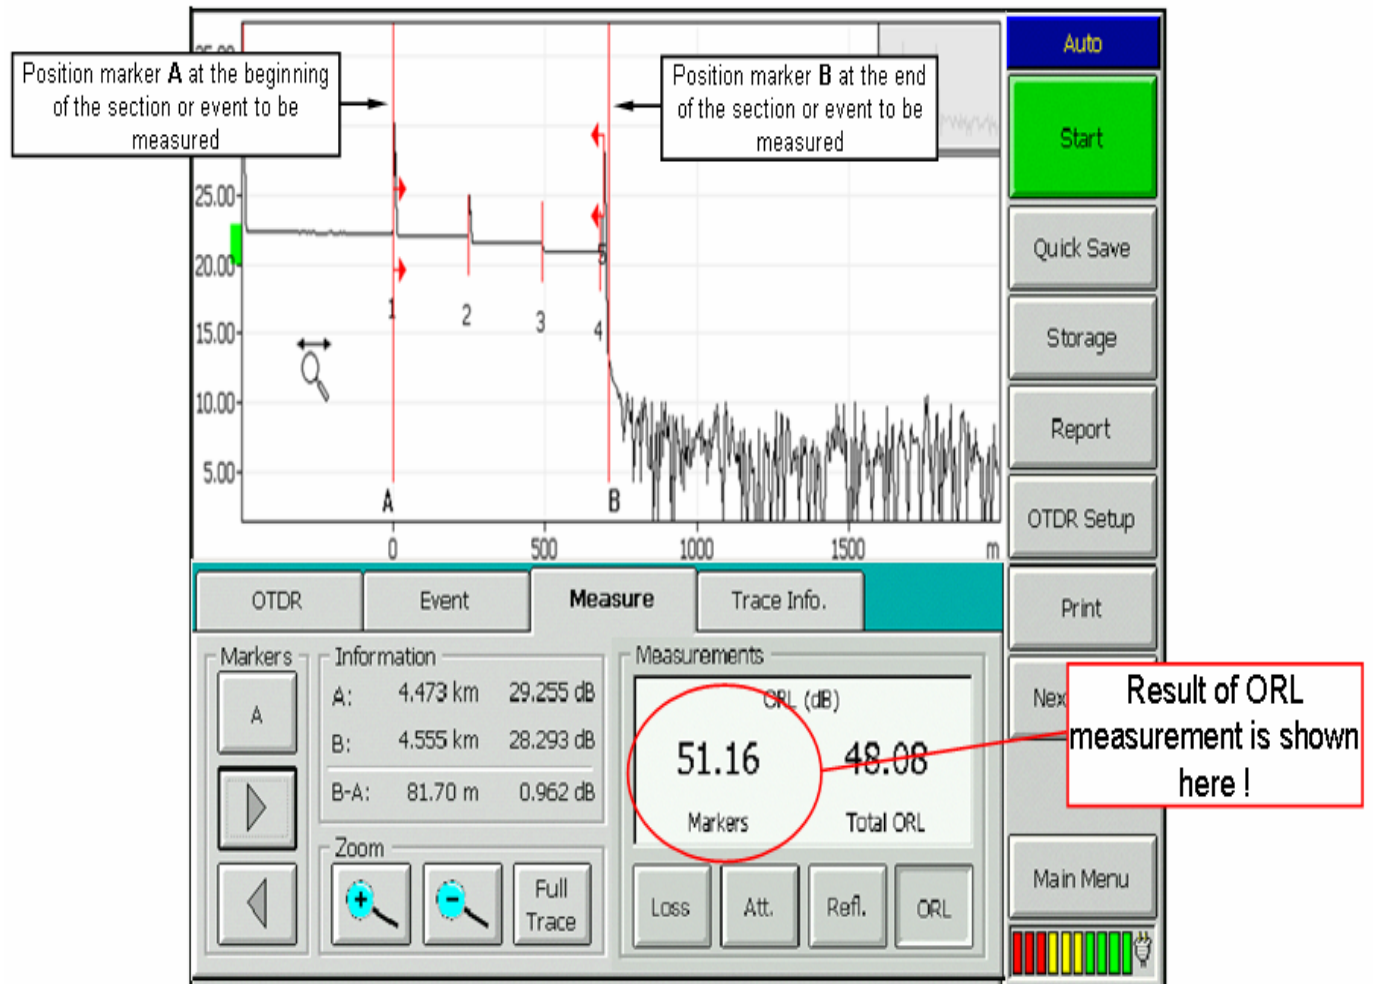 Auto
Position marker A at the beginning
of the section or event to be
measured
Position marker B at the end
of the section or event to be
measured
Start
25.00
20.00
15.00
10.00
5.00
1
2
3
4
5
A
B
0
500
1000
1500
m
Quick Save
Storage
Report
OTDR Setup
Print
OTDR
Event
Measure
Trace Info.
Markers
A
Information
A: 4.473 km 29.255 dB
B: 4.555 km 28.293 dB
B-A: 81.70 m 0.962 dB
Zoom
Full
Trace
Measurements
ORL (dB)
51.16
48.08
Markers
Total ORL
Loss
Att.
Refl.
ORL
Result of ORL
measurement is shown
here !
Main Menu